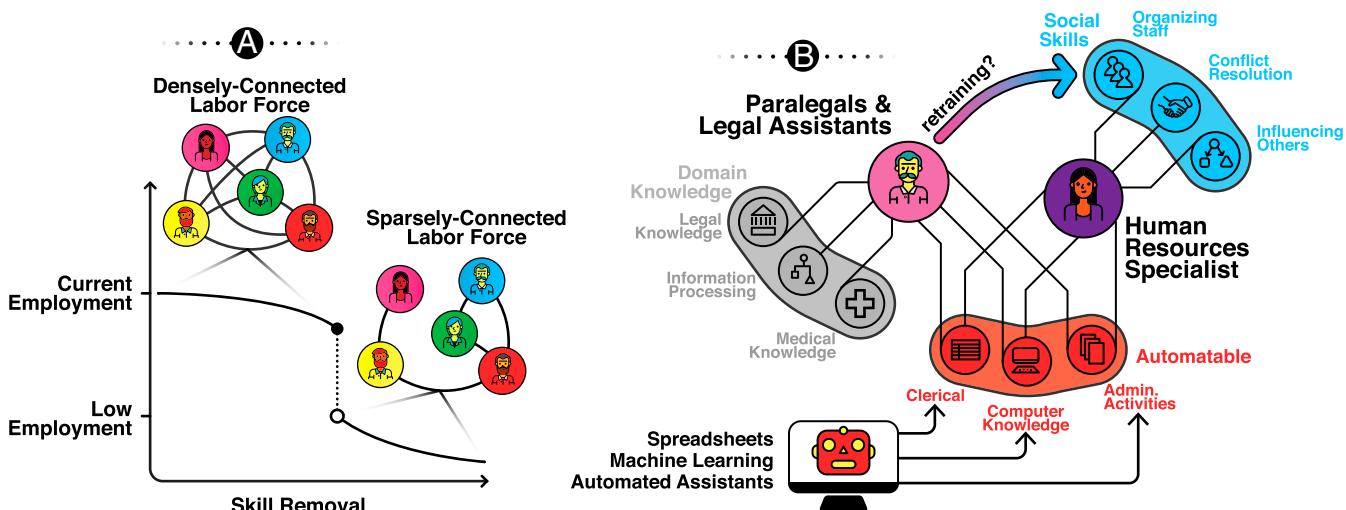 A
Densely-Connected
Labor Force
Sparsely-Connected
Labor Force
Current
Employment
Low
Employment
Skill Removal
B
Paralegals &
Legal Assistants
retraining?
Social
Skills
Organizing
Staff
Conflict
Resolution
Influencing
Others
Domain
Knowledge
Legal
Knowledge
Information
Processing
Medical
Knowledge
Human
Resources
Specialist
Automatable
Clerical
Computer
Knowledge
Admin.
Activities
Spreadsheets
Machine Learning
Automated Assistants